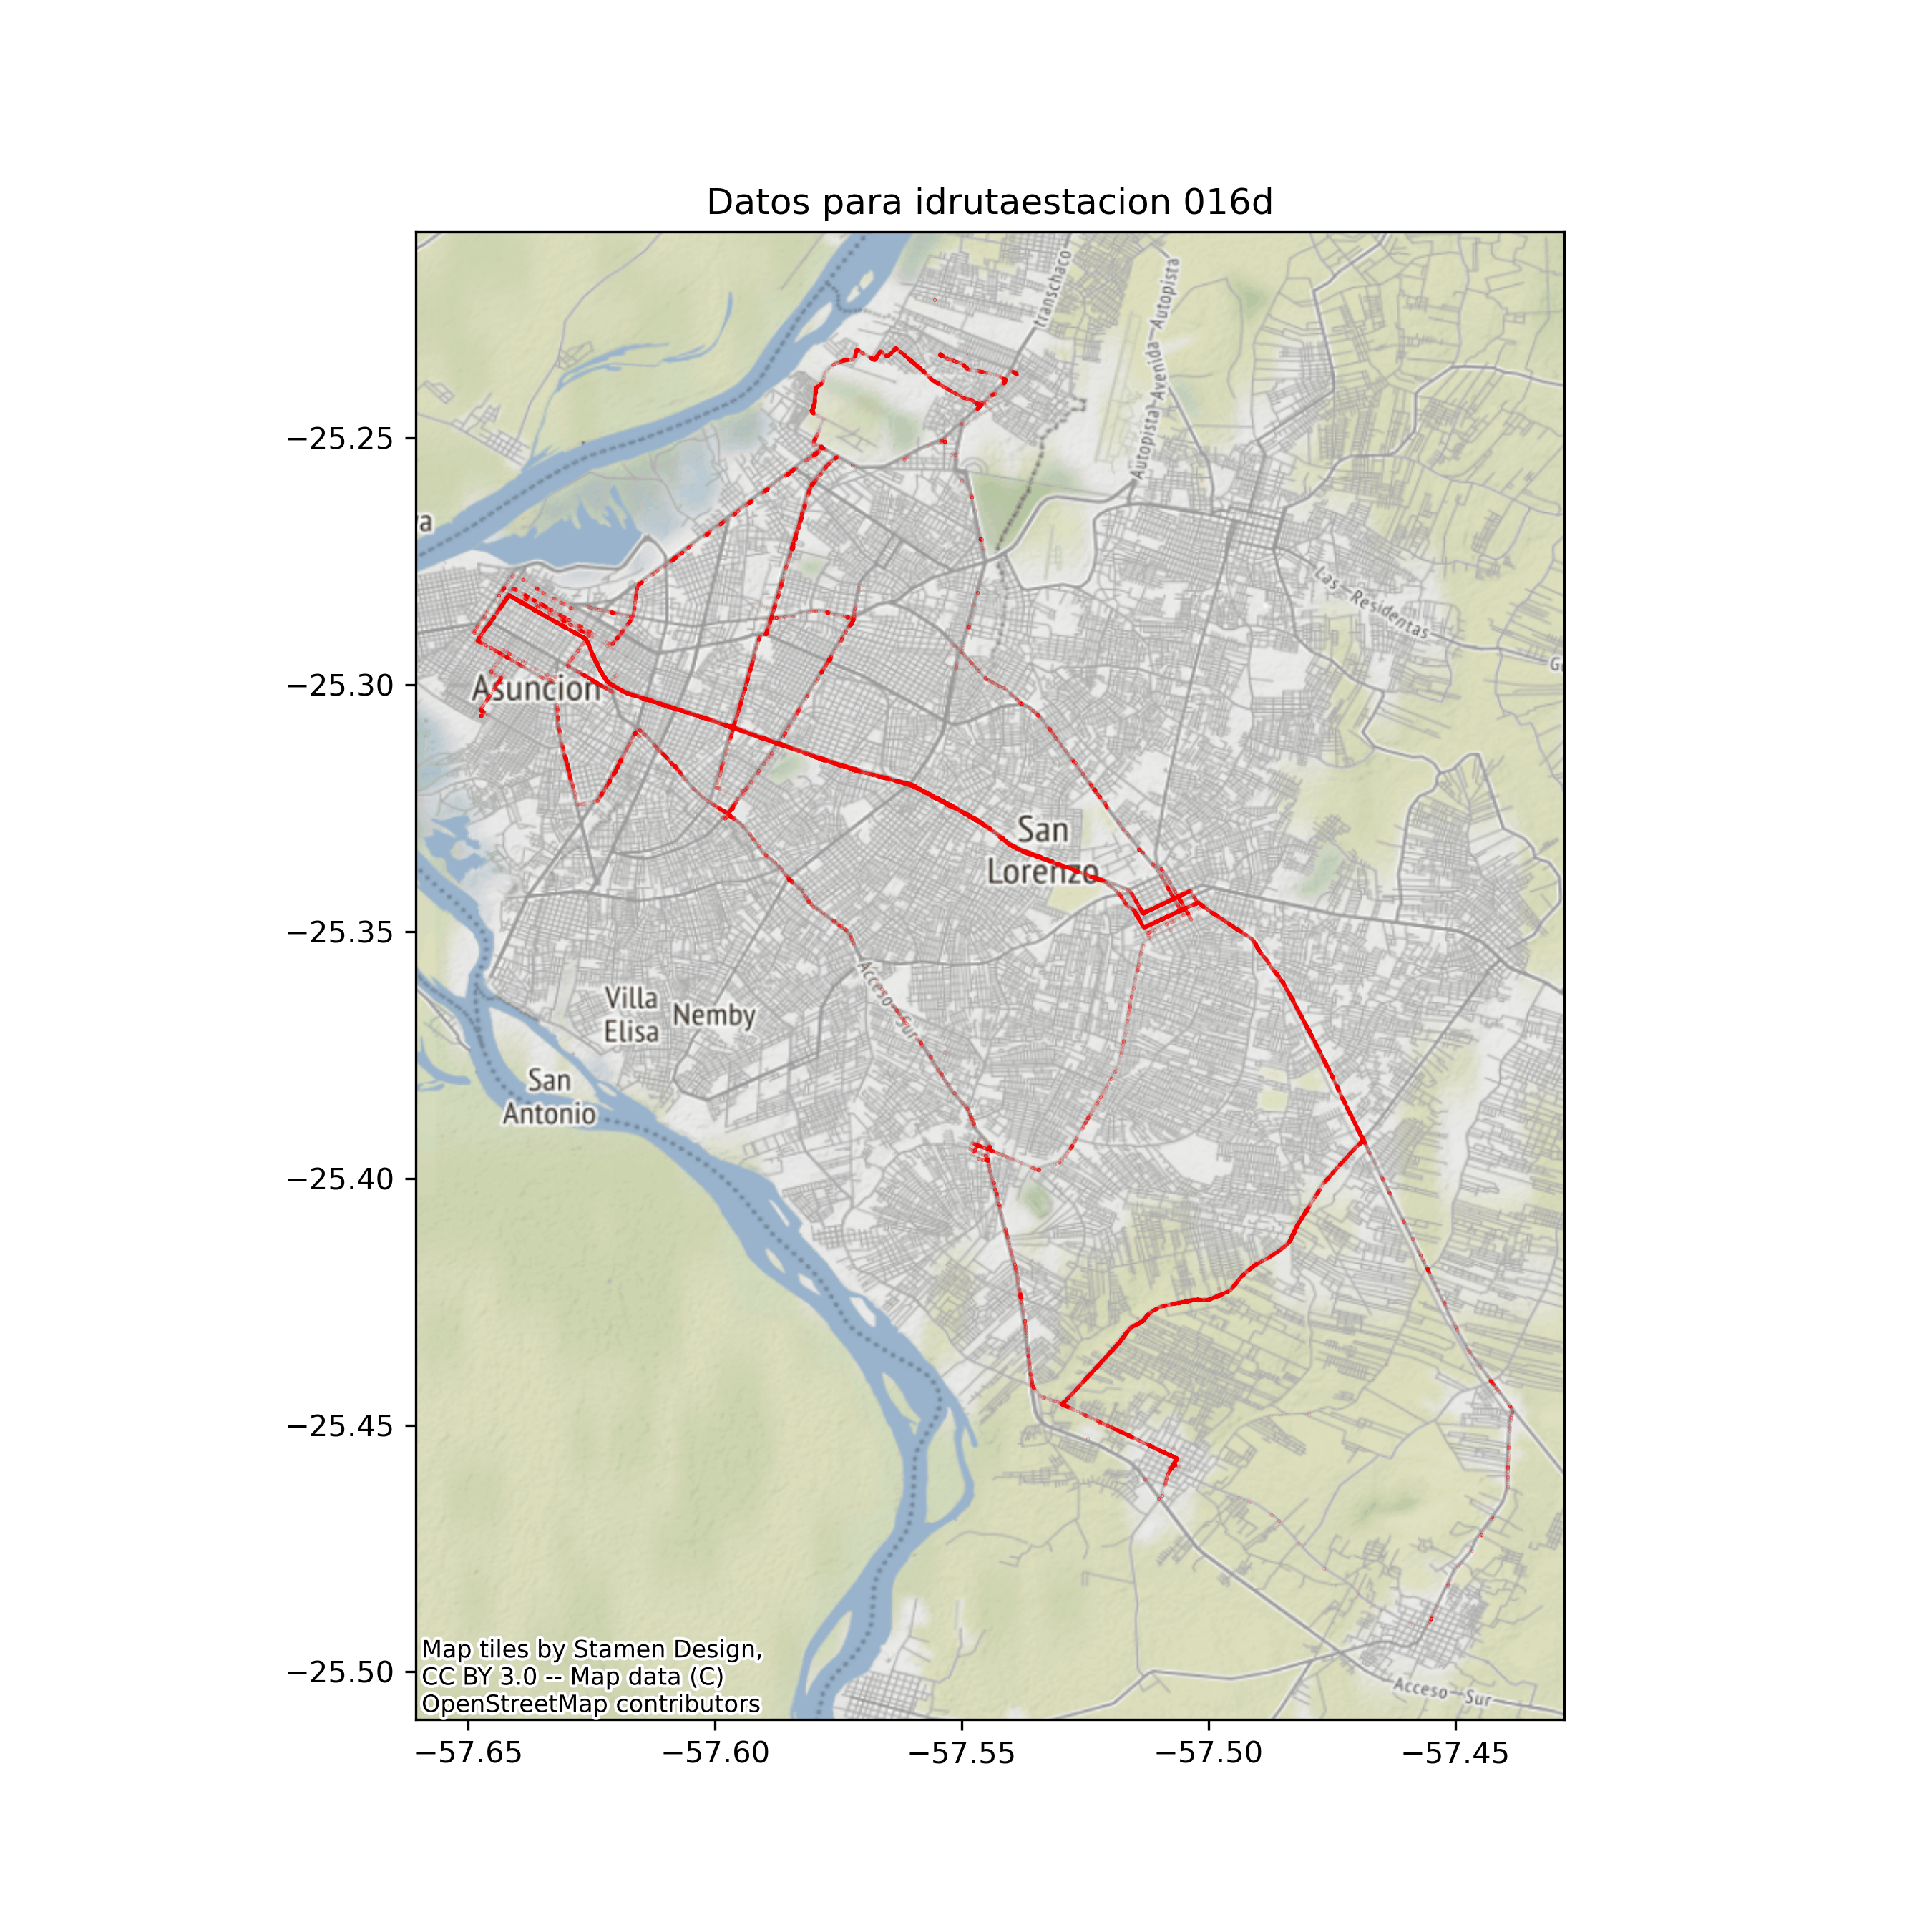 Datos para idrutaestacion 016d
transchaco
Autopista Avenida Autopista
−25.25
Las Residentas
−25.30
Asuncion
San
Lorenzo
−25.35
Acceso Sur
Villa
Elisa
Nemby
San
Antonio
−25.40
−25.45
−25.50
Acceso Sur
Map tiles by Stamen Design,
CC BY 3.0 -- Map data (C)
OpenStreetMap contributors
−57.65
−57.60
−57.55
−57.50
−57.45